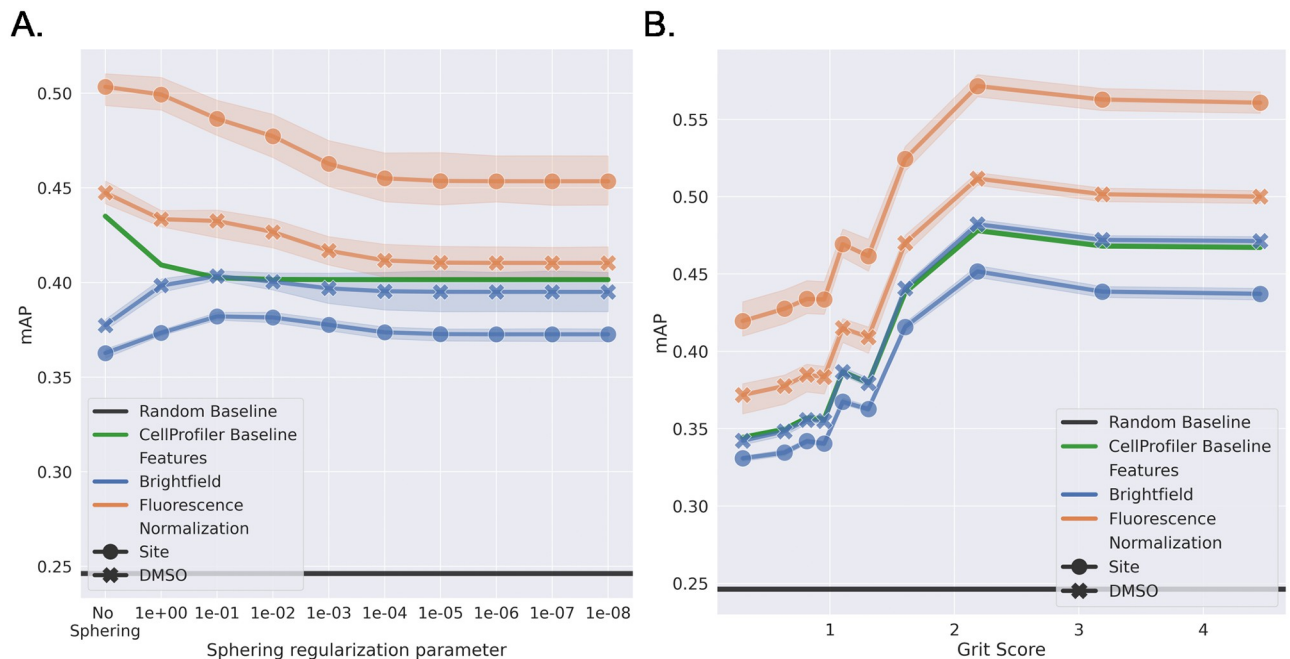 A.
0.50
0.45
0.40
0.35
0.30
0.25
mAP
Random Baseline
CellProfiler Baseline
Features
Brightfield
Fluorescence
Normalization
Site
DMSO
No Sphering 1e+00 1e-01 1e-02 1e-03 1e-04 1e-05 1e-06 1e-07 1e-08
Sphering regularization parameter
B.
0.55
0.50
0.45
0.40
0.35
0.30
0.25
mAP
Random Baseline
CellProfiler Baseline
Features
Brightfield
Fluorescence
Normalization
Site
DMSO
1 2 3 4
Grit Score